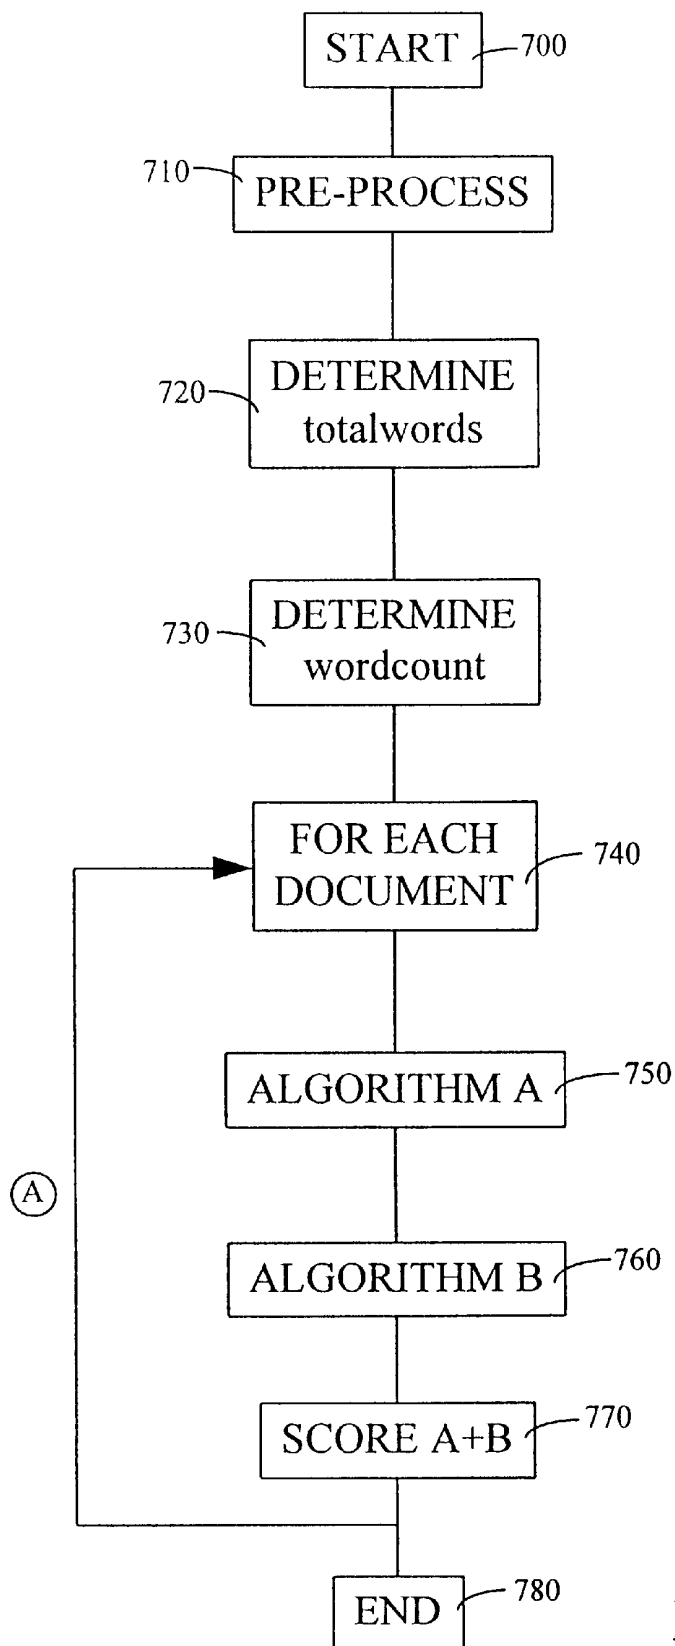 START
700
710
PRE-PROCESS
720
DETERMINE
totalwords
730
DETERMINE
wordcount
FOR EACH
DOCUMENT
740
ALGORITHM A
750
A
ALGORITHM B
760
SCORE A+B
770
END
780